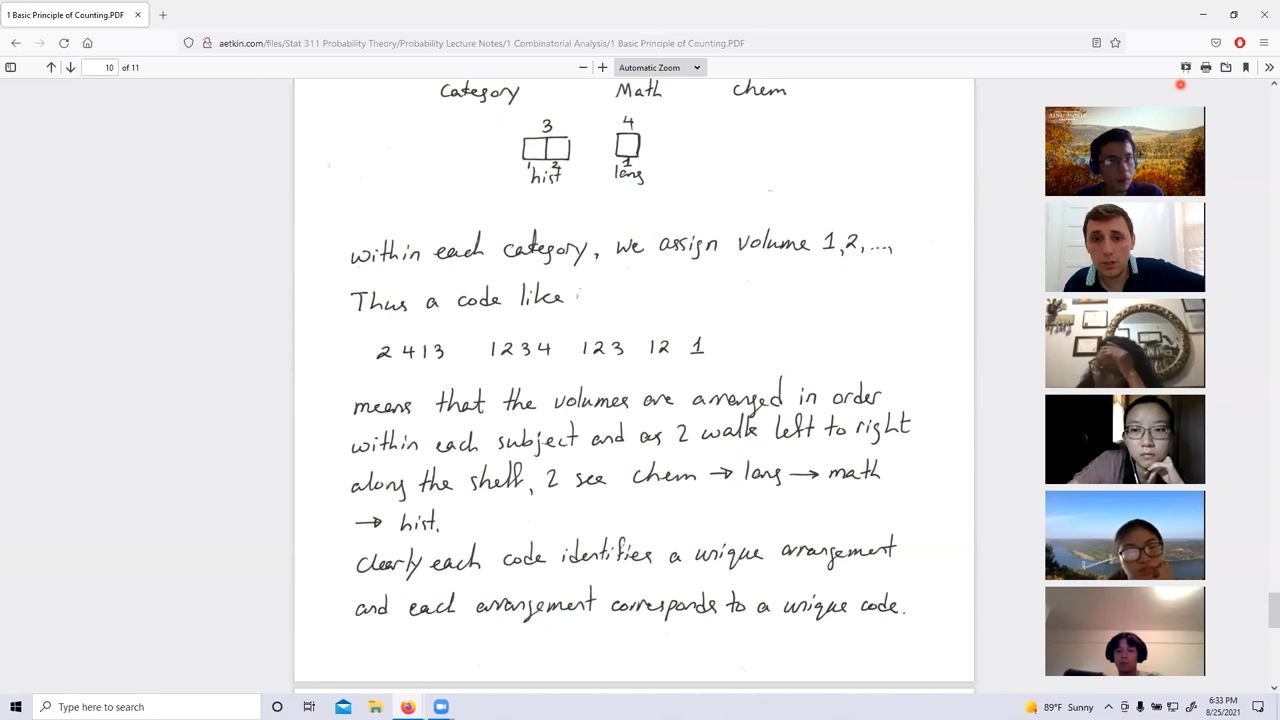 1 Basic Principle of Counting.PDF
aetkin.com/files/Stat 311 Probability Theory/Probability Lecture Notes/1 Combinatorial Analysis/1 Basic Principle of Counting.PDF
10 of 11
Automatic Zoom
Category Math Chem
3 4
1 2 1
hist lang
within each category, we assign volume 1,2,...,
Thus a code like
2 4 1 3 1 2 3 4 1 2 3 1 2 1
means that the volumes are arranged in order
within each subject and as 2 walk left to right
along the shelf, 2 see chem → lang → math
→ hist.
Clearly each code identifies a unique arrangement
and each arrangement corresponds to a unique code.
Type here to search
89°F Sunny
6:33 PM
8/25/2021